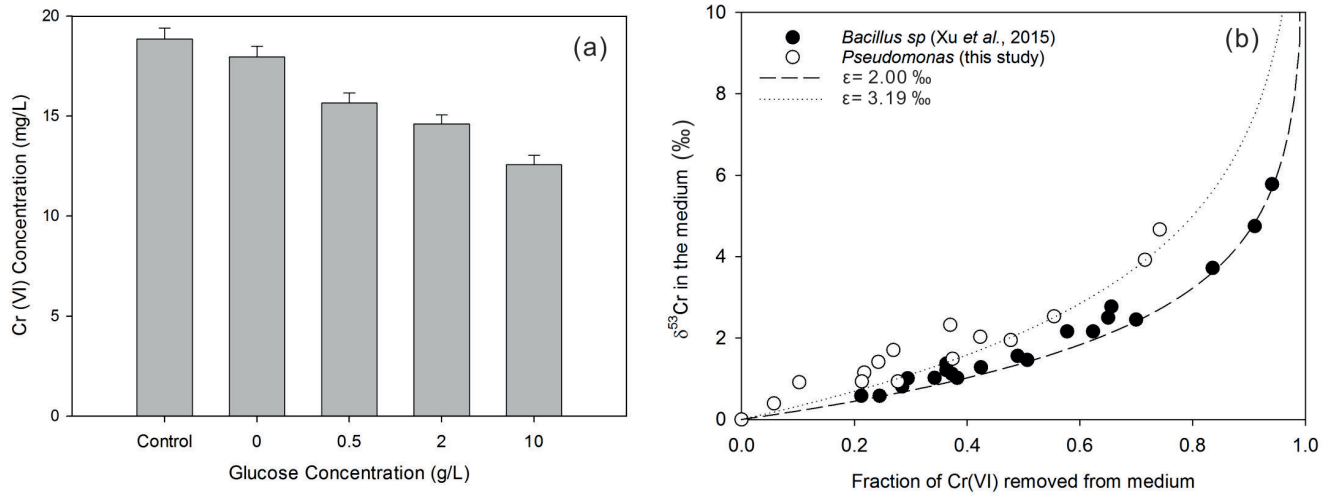 (a)
Cr (VI) Concentration (mg/L)
20
15
10
5
0
Control 0 0.5 2 10
Glucose Concentration (g/L)
(b)
Bacillus sp (Xu et al., 2015)
Pseudomonas (this study)
ε= 2.00 ‰
ε= 3.19 ‰
δ⁵³Cr in the medium (‰)
10
8
6
4
2
0
0.0 0.2 0.4 0.6 0.8 1.0
Fraction of Cr(VI) removed from medium